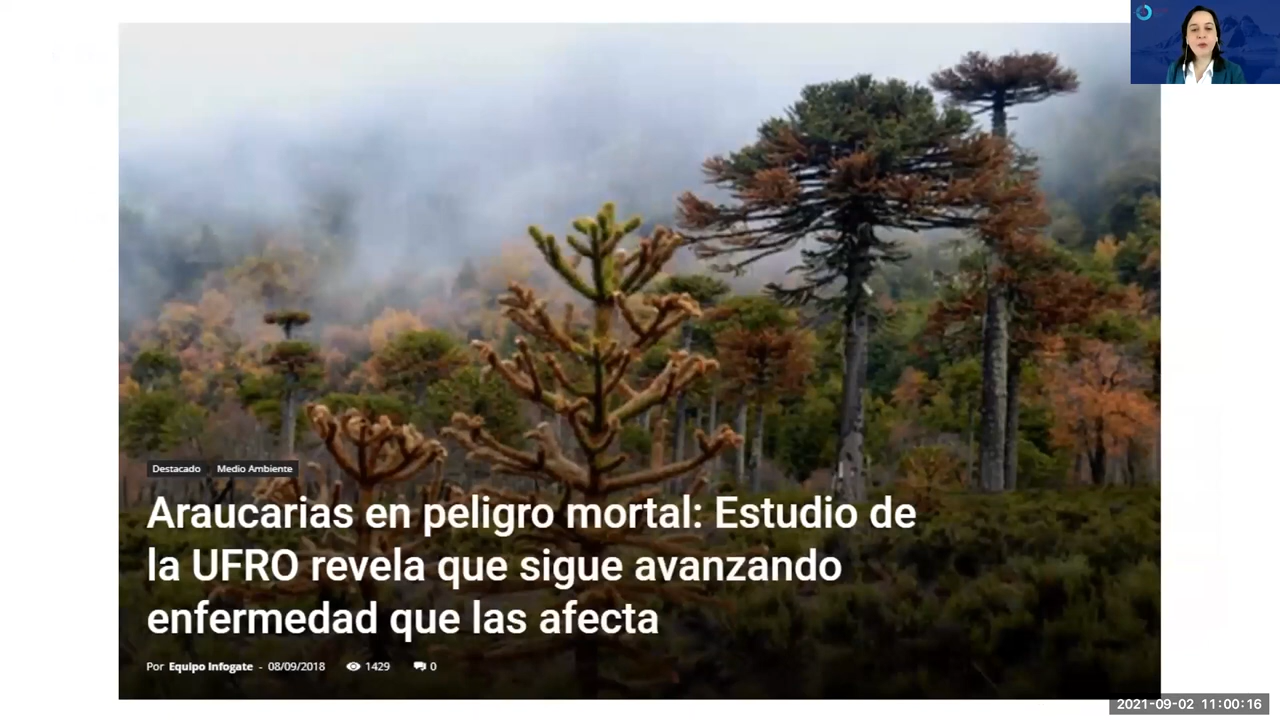 Destacado Medio Ambiente
Araucarias en peligro mortal: Estudio de
la UFRO revela que sigue avanzando
enfermedad que las afecta
Por Equipo Infogate - 08/09/2018 1429 0
2021-09-02 11:00:16